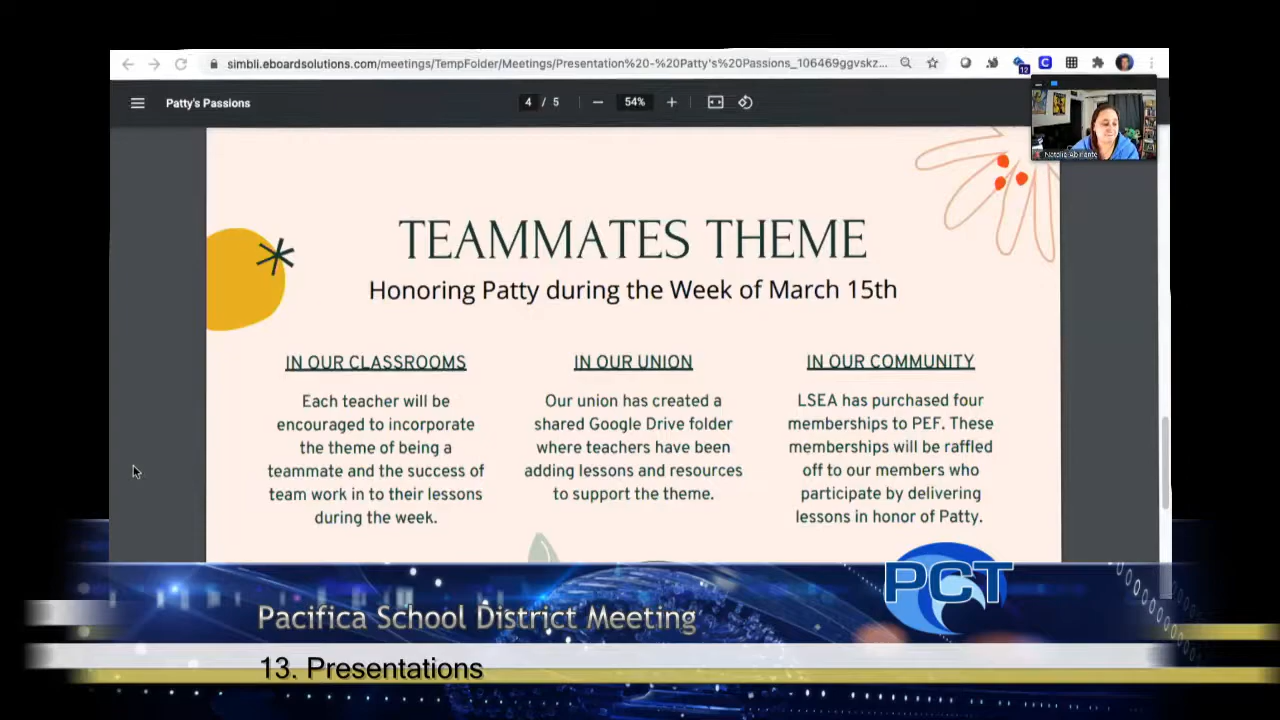 simbli.eboardsolutions.com/meetings/TempFolder/Meetings/Presentation%20-%20Patty's%20Passions_106469ggvskz...
12
Patty's Passions
4 / 5
54%
Natalie Abinante
TEAMMATES THEME
Honoring Patty during the Week of March 15th
IN OUR CLASSROOMS
Each teacher will be
encouraged to incorporate
the theme of being a
teammate and the success of
team work in to their lessons
during the week.
IN OUR UNION
Our union has created a
shared Google Drive folder
where teachers have been
adding lessons and resources
to support the theme.
IN OUR COMMUNITY
LSEA has purchased four
memberships to PEF. These
memberships will be raffled
off to our members who
participate by delivering
lessons in honor of Patty.
PCT
Pacifica School District Meeting
13. Presentations